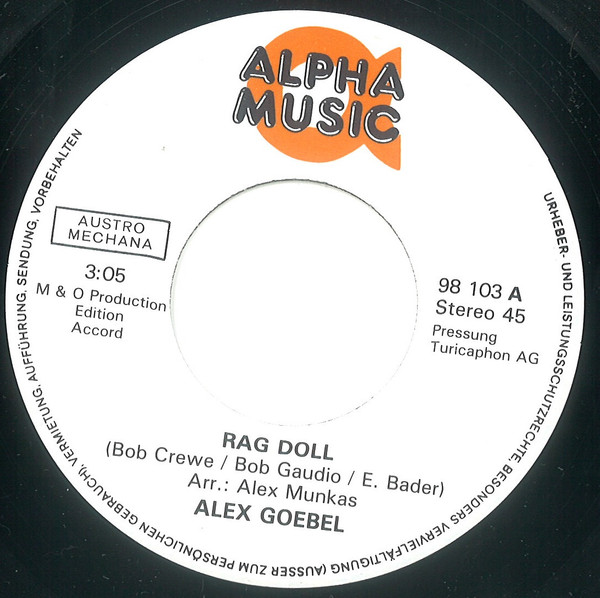 ALPHA
MUSIC
AUSTRO
MECHANA
3:05
M & O Production
Edition
Accord
98 103 A
Stereo 45
Pressung
Turicaphon AG
RAG DOLL
(Bob Crewe / Bob Gaudio / E. Bader)
Arr.: Alex Munkas
ALEX GOEBEL
URHEBER- UND LEISTUNGSSCHUTZRECHTE, BESONDERS VERVIELFÄLTIGUNG (AUSSER ZUM PERSÖNLICHEN GEBRAUCH), VERMIETUNG, AUFFÜHRUNG, SENDUNG, VORBEHALTEN